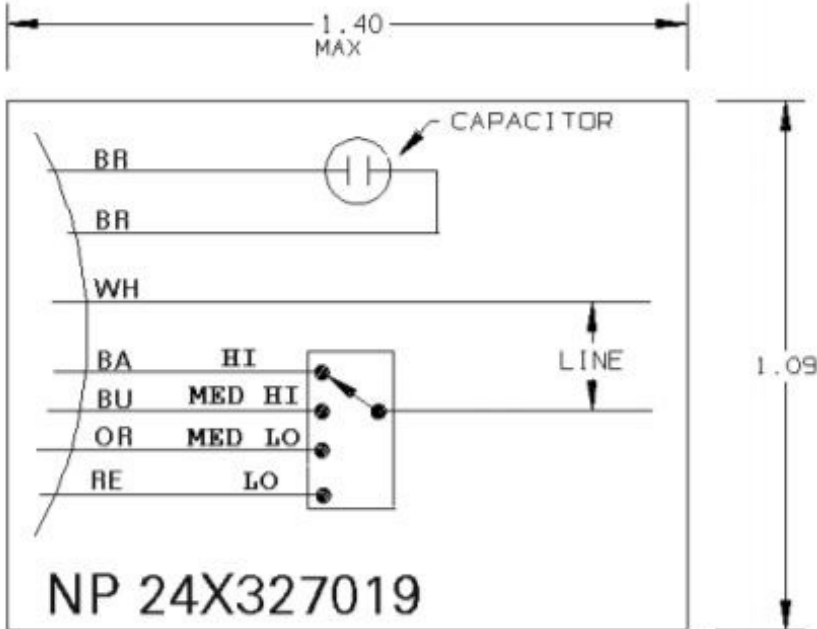 1.40
MAX
CAPACITOR
BR
BR
WH
BA HI
LINE
1.09
BU MED HI
OR MED LO
RE LO
NP 24X327019